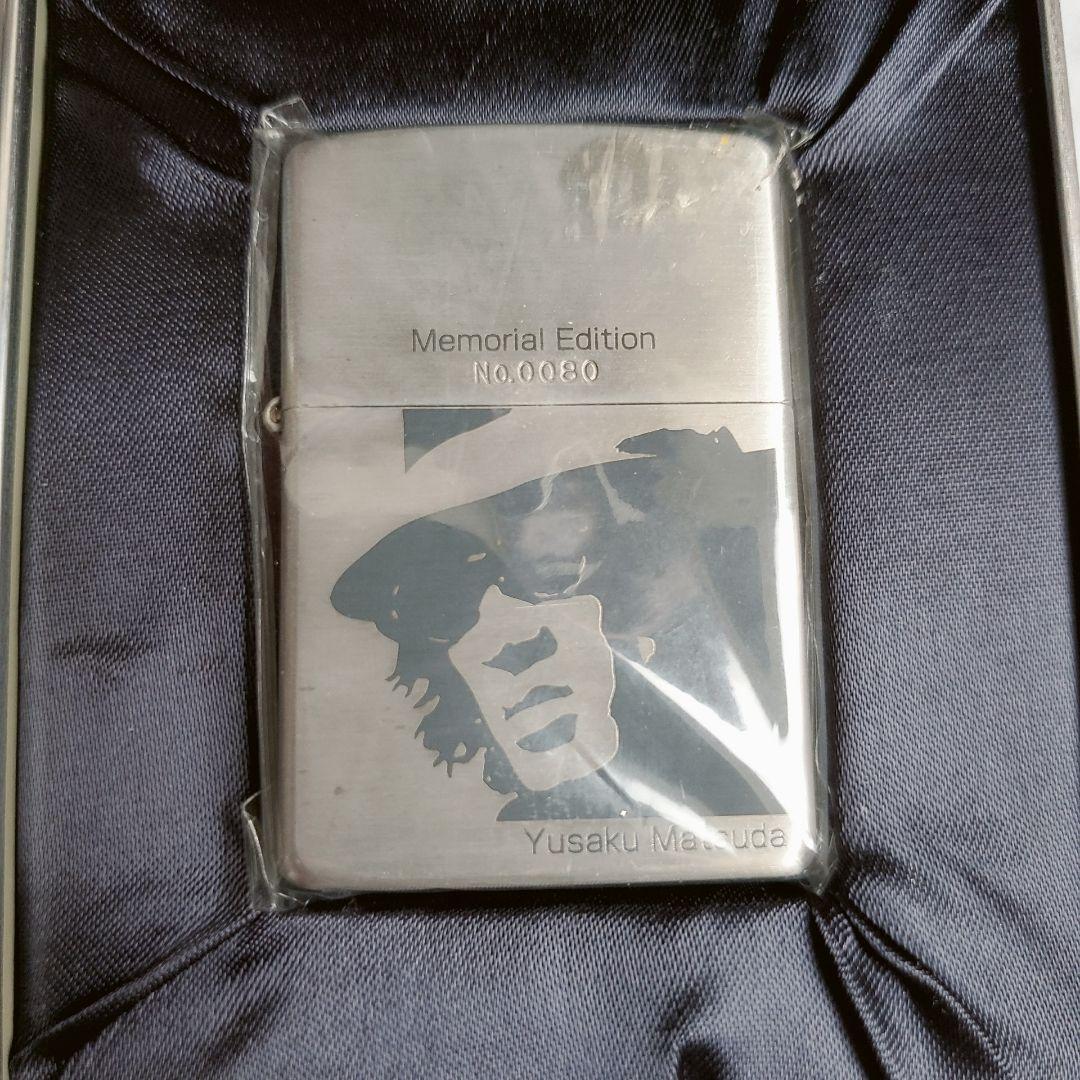 Memorial Edition
No.0080
Yusaku Matsuda